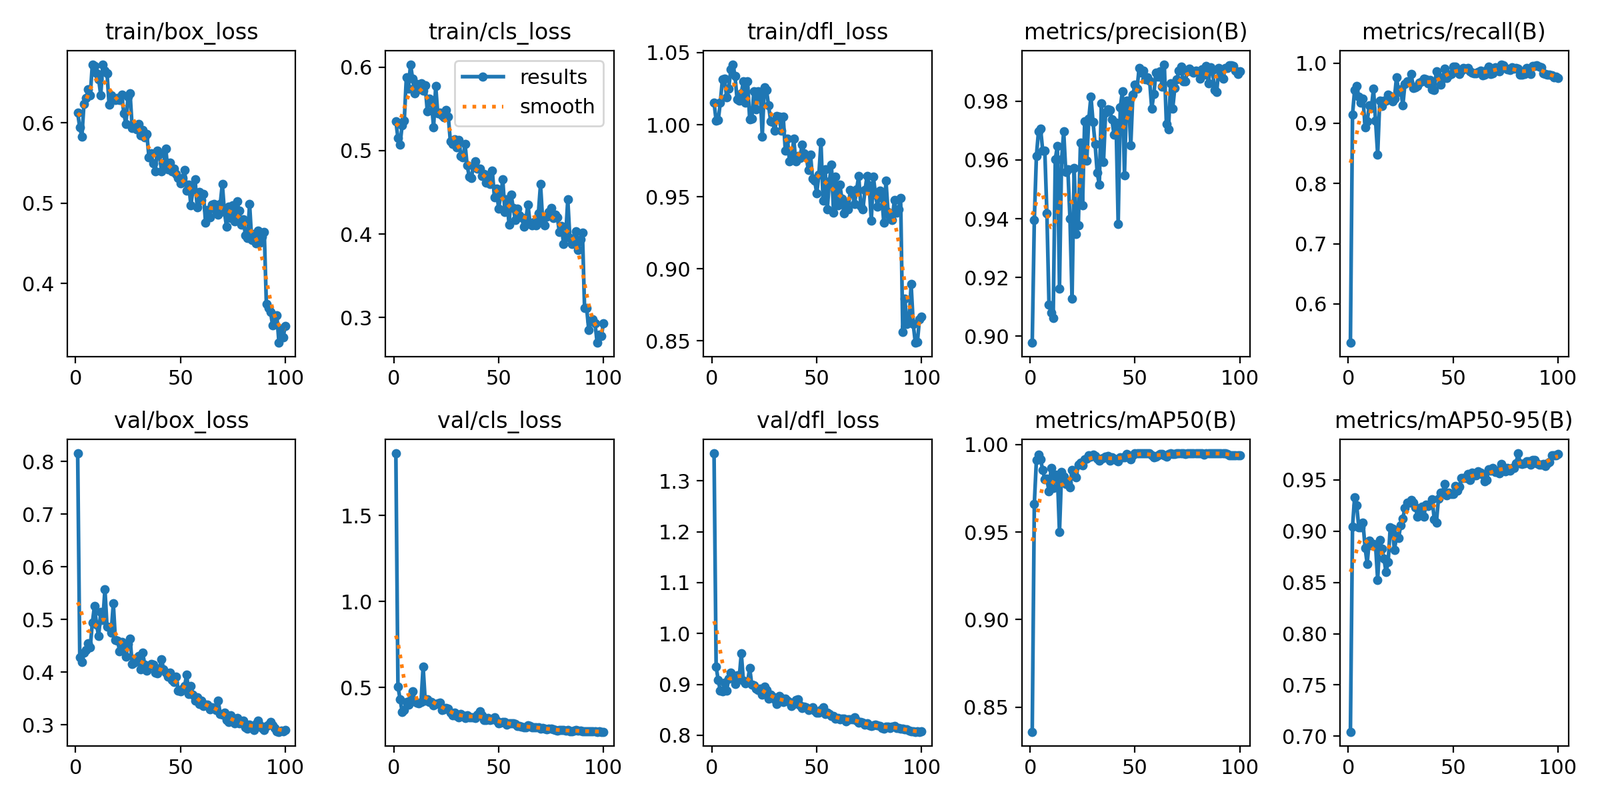 train/box_loss
train/cls_loss
train/dfl_loss
metrics/precision(B)
metrics/recall(B)
0.6
0.5
0.4
0 50 100
0.6
0.5
0.4
0.3
results
smooth
0 50 100
1.05
1.00
0.95
0.90
0.85
0 50 100
0.98
0.96
0.94
0.92
0.90
0 50 100
1.0
0.9
0.8
0.7
0.6
0 50 100
val/box_loss
val/cls_loss
val/dfl_loss
metrics/mAP50(B)
metrics/mAP50-95(B)
0.8
0.7
0.6
0.5
0.4
0.3
0 50 100
1.5
1.0
0.5
0 50 100
1.3
1.2
1.1
1.0
0.9
0.8
0 50 100
1.00
0.95
0.90
0.85
0 50 100
0.95
0.90
0.85
0.80
0.75
0.70
0 50 100